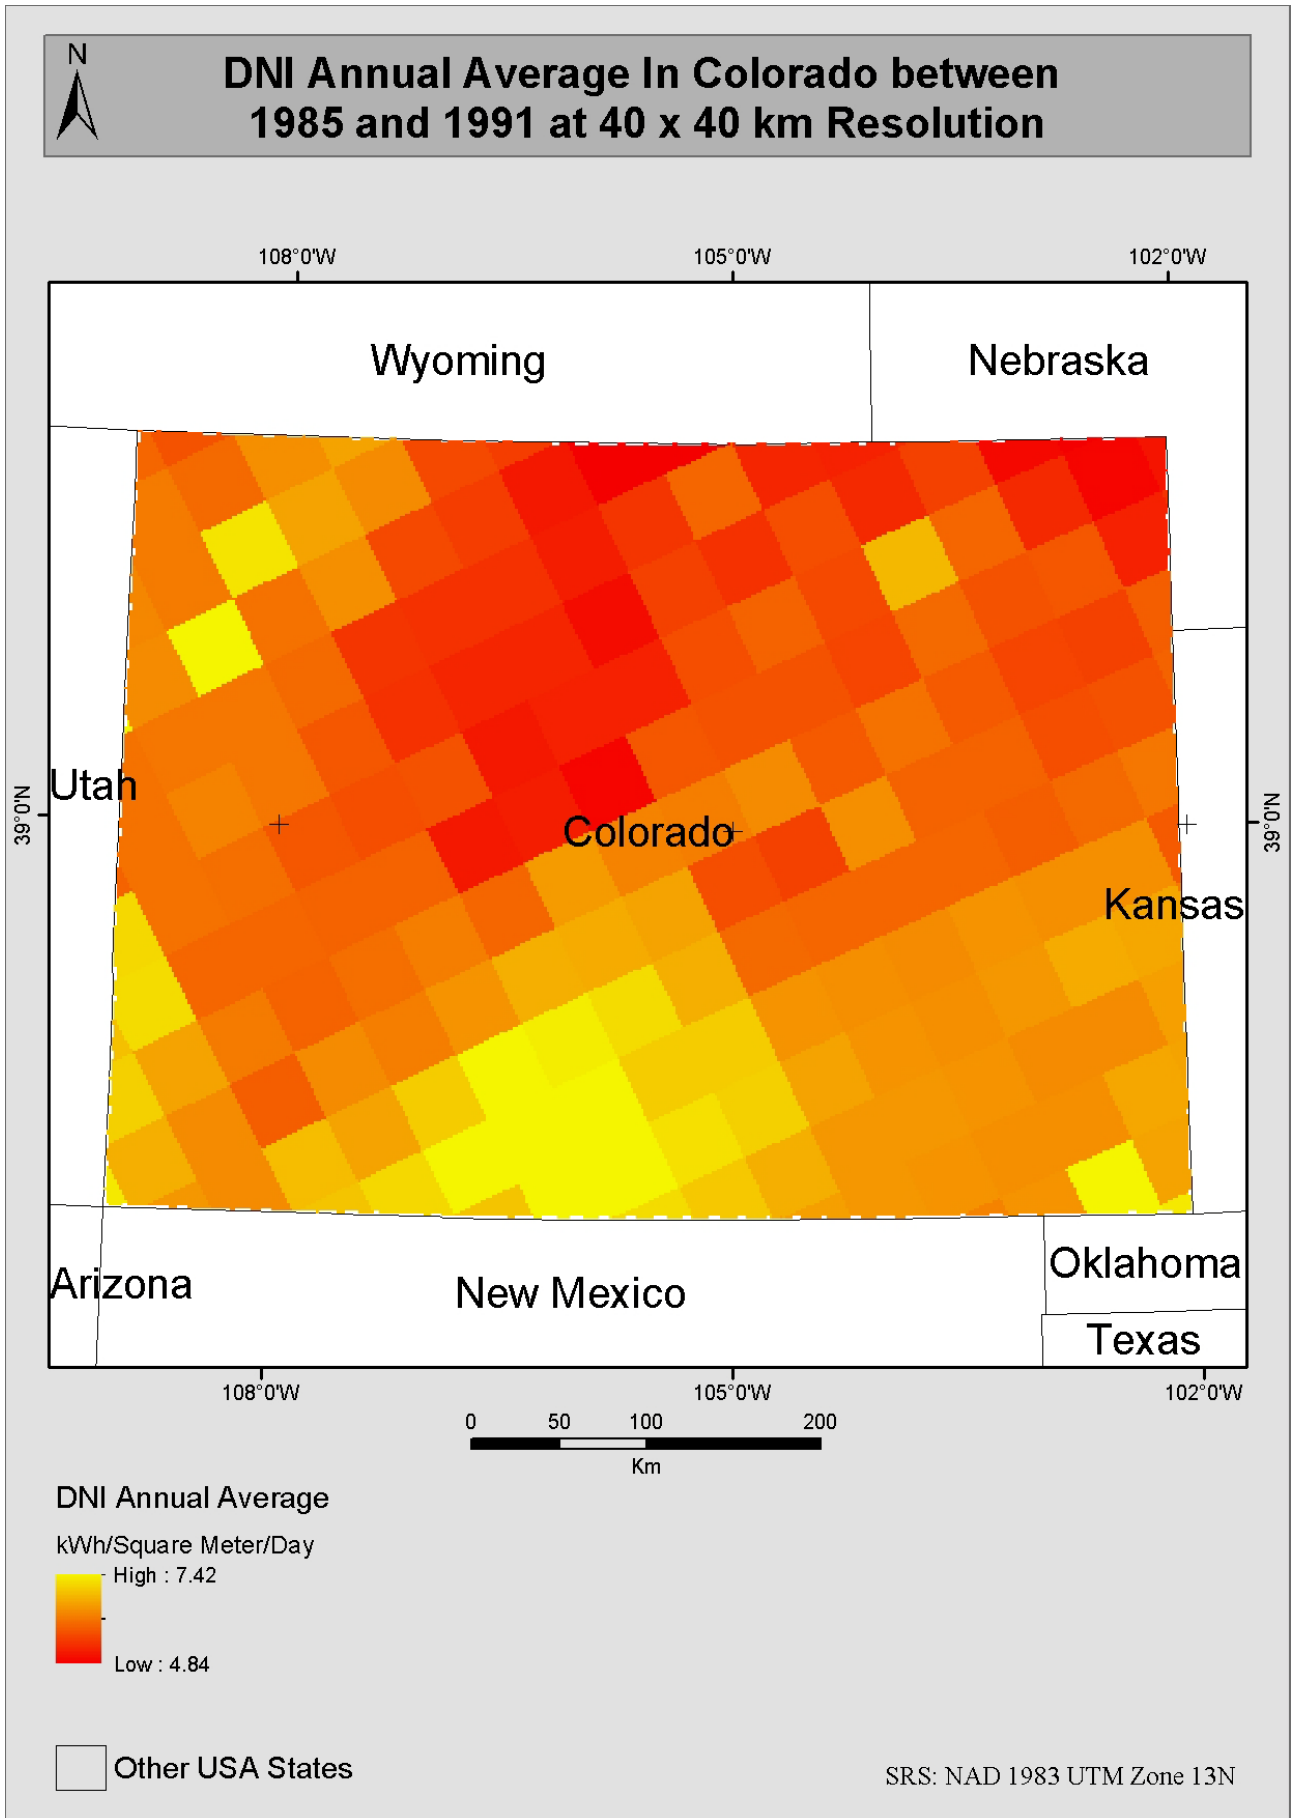 N
DNI Annual Average In Colorado between
1985 and 1991 at 40 x 40 km Resolution
108°0'W 105°0'W 102°0'W
Wyoming
Nebraska
Utah
39°0'N
Colorado
39°0'N
Kansas
Arizona
New Mexico
Oklahoma
Texas
108°0'W 105°0'W 102°0'W
0 50 100 200
Km
DNI Annual Average
kWh/Square Meter/Day
High : 7.42
Low : 4.84
Other USA States
SRS: NAD 1983 UTM Zone 13N